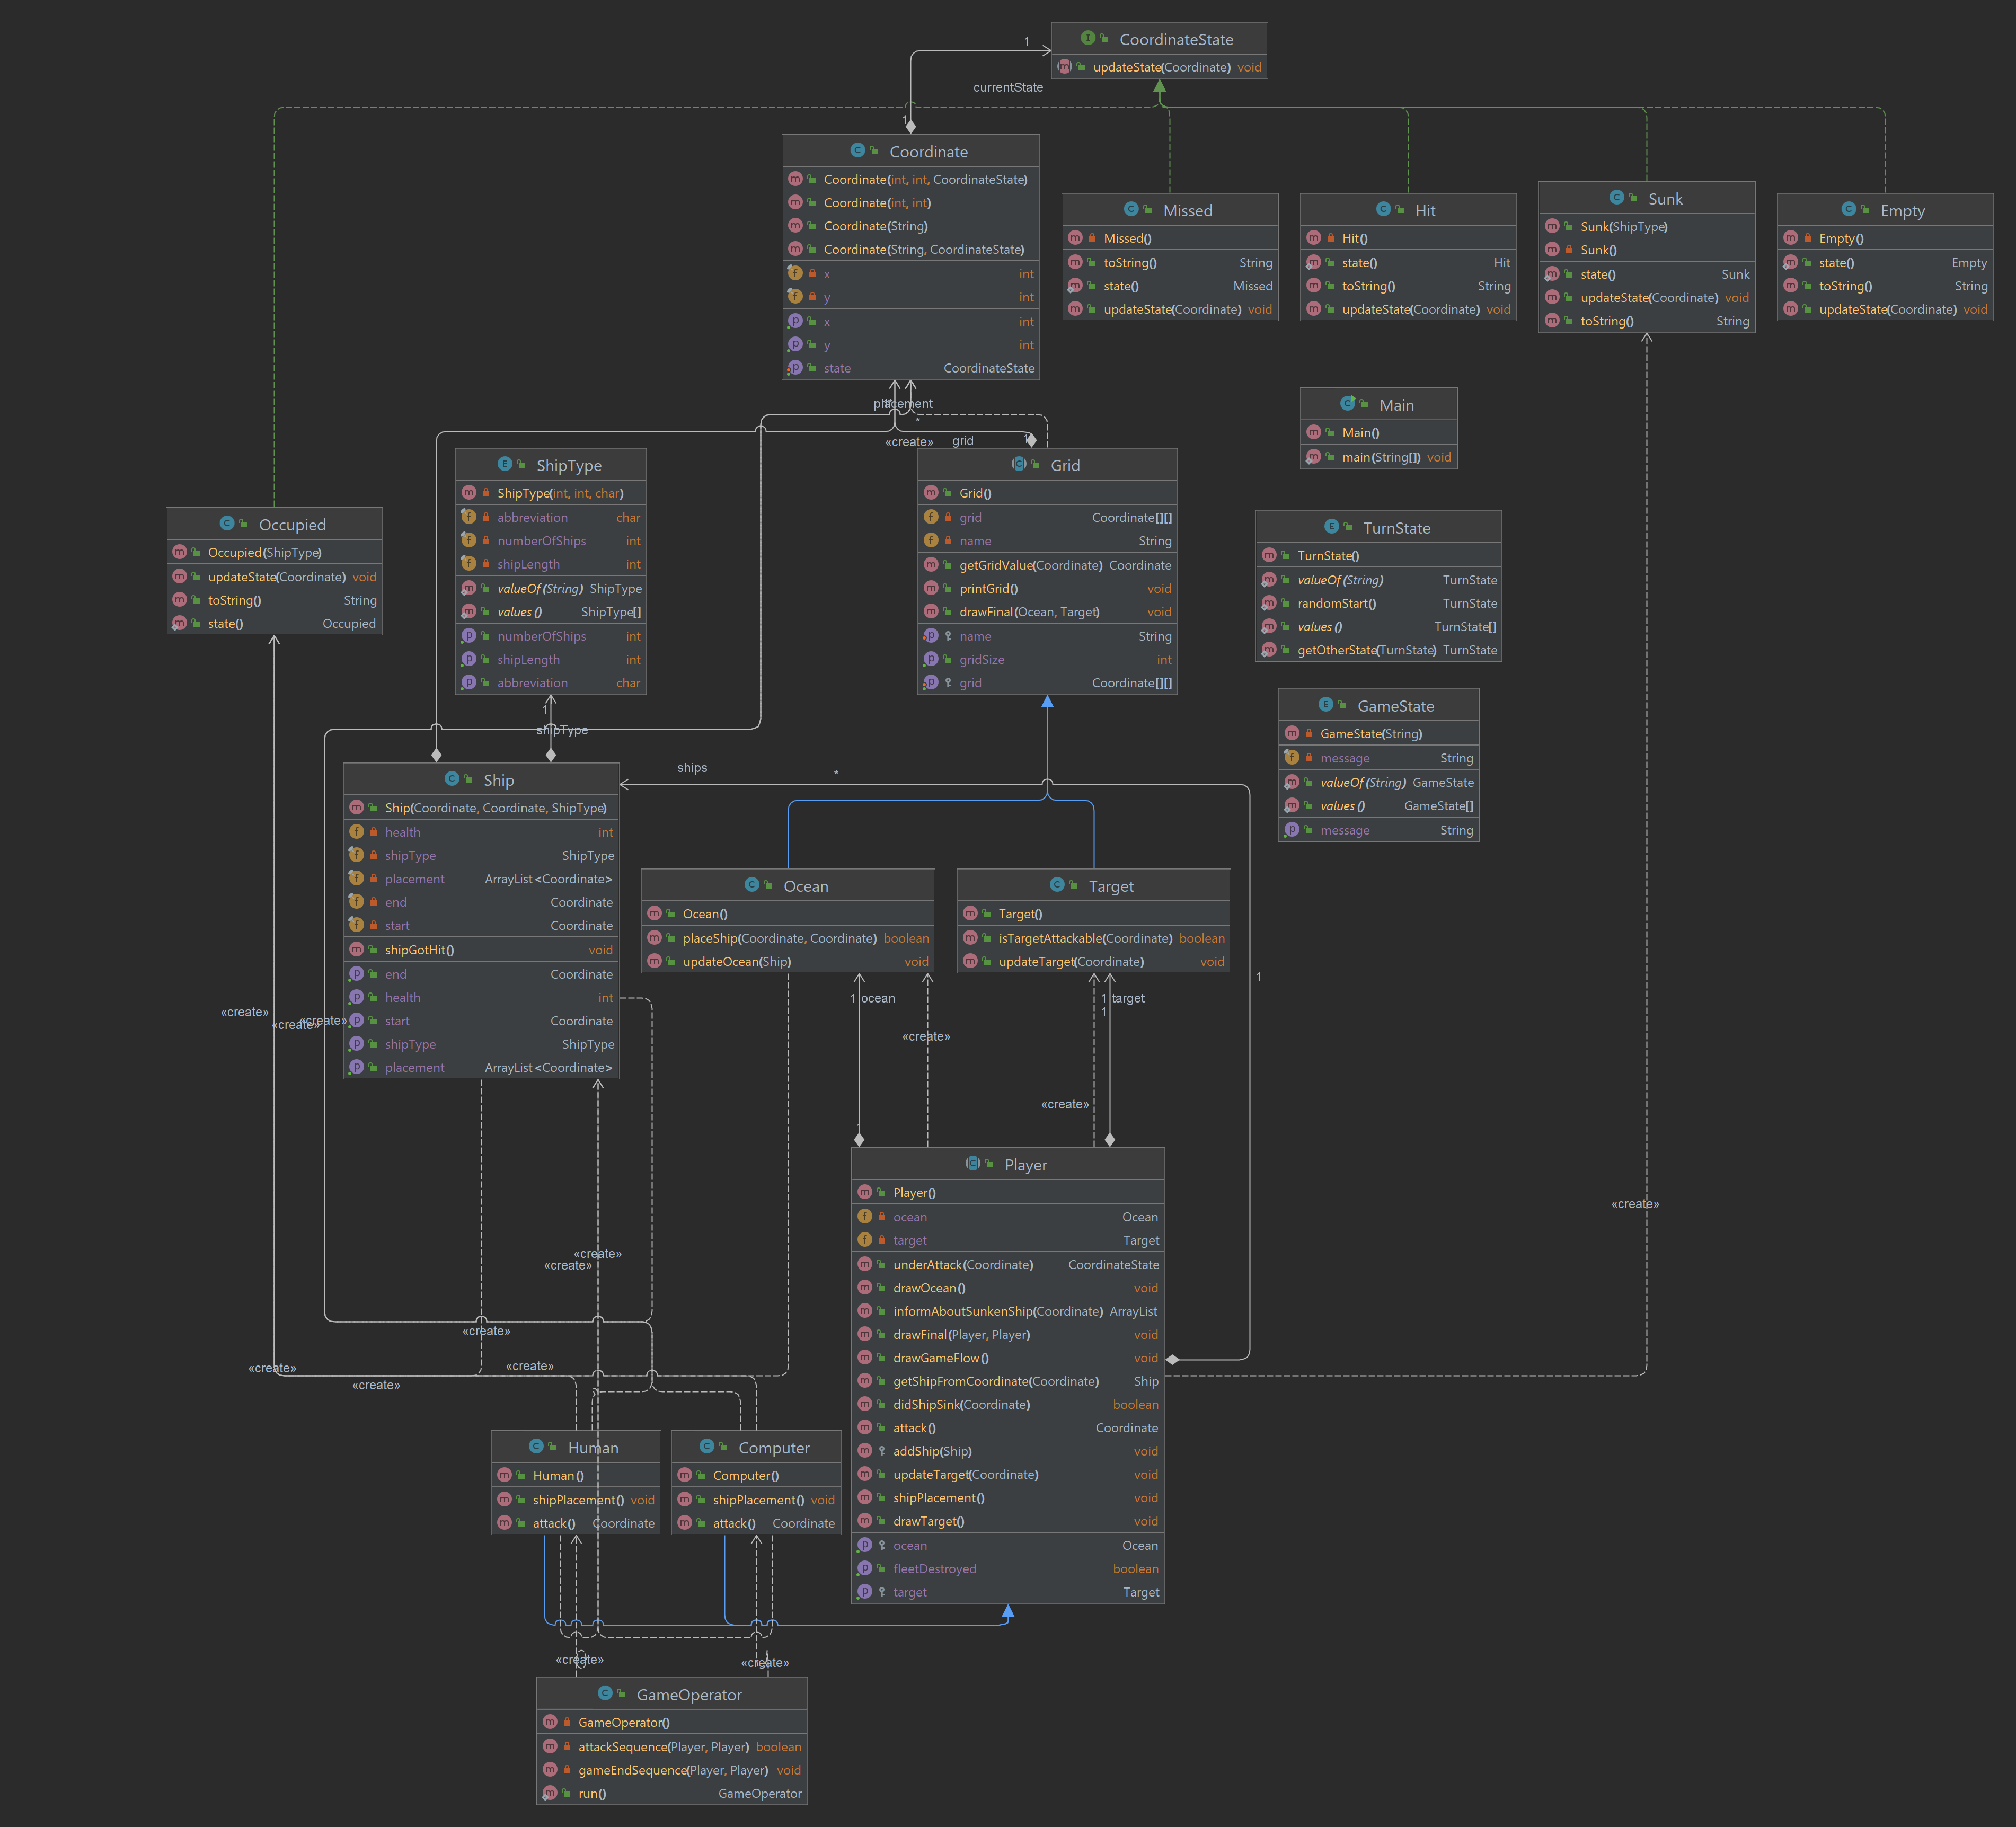 CoordinateState
updateState(Coordinate) void
1
currentState
1
Coordinate
Coordinate(int, int, CoordinateState)
Coordinate(int, int)
Coordinate(String)
Coordinate(String, CoordinateState)
x int
y int
x int
y int
state CoordinateState
Missed
Missed()
toString() String
state() Missed
updateState(Coordinate) void
Hit
Hit()
state() Hit
toString() String
updateState(Coordinate) void
Sunk
Sunk(ShipType)
Sunk()
state() Sunk
updateState(Coordinate) void
toString() String
Empty
Empty()
state() Empty
toString() String
updateState(Coordinate) void
placement
*
«create»
grid
1
Main
Main()
main(String[]) void
ShipType
ShipType(int, int, char)
abbreviation char
numberOfShips int
shipLength int
valueOf(String) ShipType
values() ShipType[]
numberOfShips int
shipLength int
abbreviation char
Grid
Grid()
grid Coordinate[][]
name String
getGridValue(Coordinate) Coordinate
printGrid() void
drawFinal(Ocean, Target) void
name String
gridSize int
grid Coordinate[][]
Occupied
Occupied(ShipType)
updateState(Coordinate) void
toString() String
state() Occupied
TurnState
TurnState()
valueOf(String) TurnState
randomStart() TurnState
values() TurnState[]
getOtherState(TurnState) TurnState
GameState
GameState(String)
message String
valueOf(String) GameState
values() GameState[]
message String
1
shipType
ships
*
Ship
Ship(Coordinate, Coordinate, ShipType)
health int
shipType ShipType
placement ArrayList<Coordinate>
end Coordinate
start Coordinate
shipGotHit() void
end Coordinate
health int
start Coordinate
shipType ShipType
placement ArrayList<Coordinate>
Ocean
Ocean()
placeShip(Coordinate, Coordinate) boolean
updateOcean(Ship) void
Target
Target()
isTargetAttackable(Coordinate) boolean
updateTarget(Coordinate) void
1
1 ocean
1 target
1
«create»
«create»
«create»
«create»
«create»
1
Player
Player()
ocean Ocean
target Target
underAttack(Coordinate) CoordinateState
drawOcean() void
informAboutSunkenShip(Coordinate) ArrayList
drawFinal(Player, Player) void
drawGameFlow() void
getShipFromCoordinate(Coordinate) Ship
didShipSink(Coordinate) boolean
attack() Coordinate
addShip(Ship) void
updateTarget(Coordinate) void
shipPlacement() void
drawTarget() void
ocean Ocean
fleetDestroyed boolean
target Target
«create»
«create»
«create»
«create»
«create»
«create»
«create»
Human
Human()
shipPlacement() void
attack() Coordinate
Computer
Computer()
shipPlacement() void
attack() Coordinate
«create»
«create»
GameOperator
GameOperator()
attackSequence(Player, Player) boolean
gameEndSequence(Player, Player) void
run() GameOperator